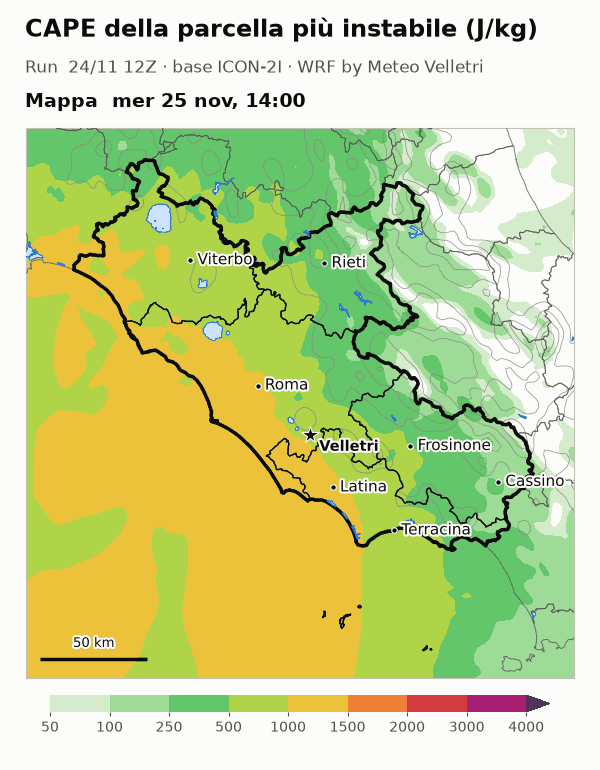 CAPE della parcella più instabile (J/kg)
Run  24/11 12Z · base ICON-2I · WRF by Meteo Velletri
Mappa  mer 25 nov, 14:00
Viterbo
Rieti
Roma
Velletri
Frosinone
Cassino
Latina
Terracina
50 km
50 100 250 500 1000 1500 2000 3000 4000